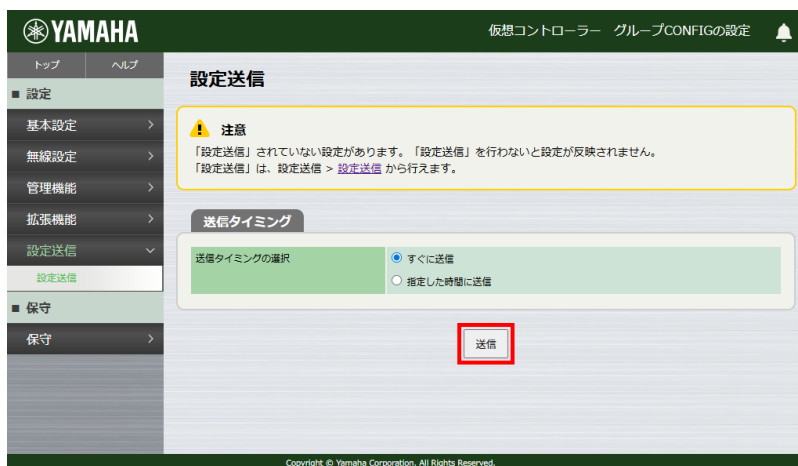 YAMAHA
仮想コントローラー グループCONFIGの設定
トップ ヘルプ
■ 設定
基本設定
無線設定
管理機能
拡張機能
設定送信
設定送信
■ 保守
保守
設定送信
注意
「設定送信」されていない設定があります。「設定送信」を行わないと設定が反映されません。
「設定送信」は、設定送信 > 設定送信 から行えます。
送信タイミング
送信タイミングの選択
すぐに送信
指定した時間に送信
送信
Copyright © Yamaha Corporation. All Rights Reserved.